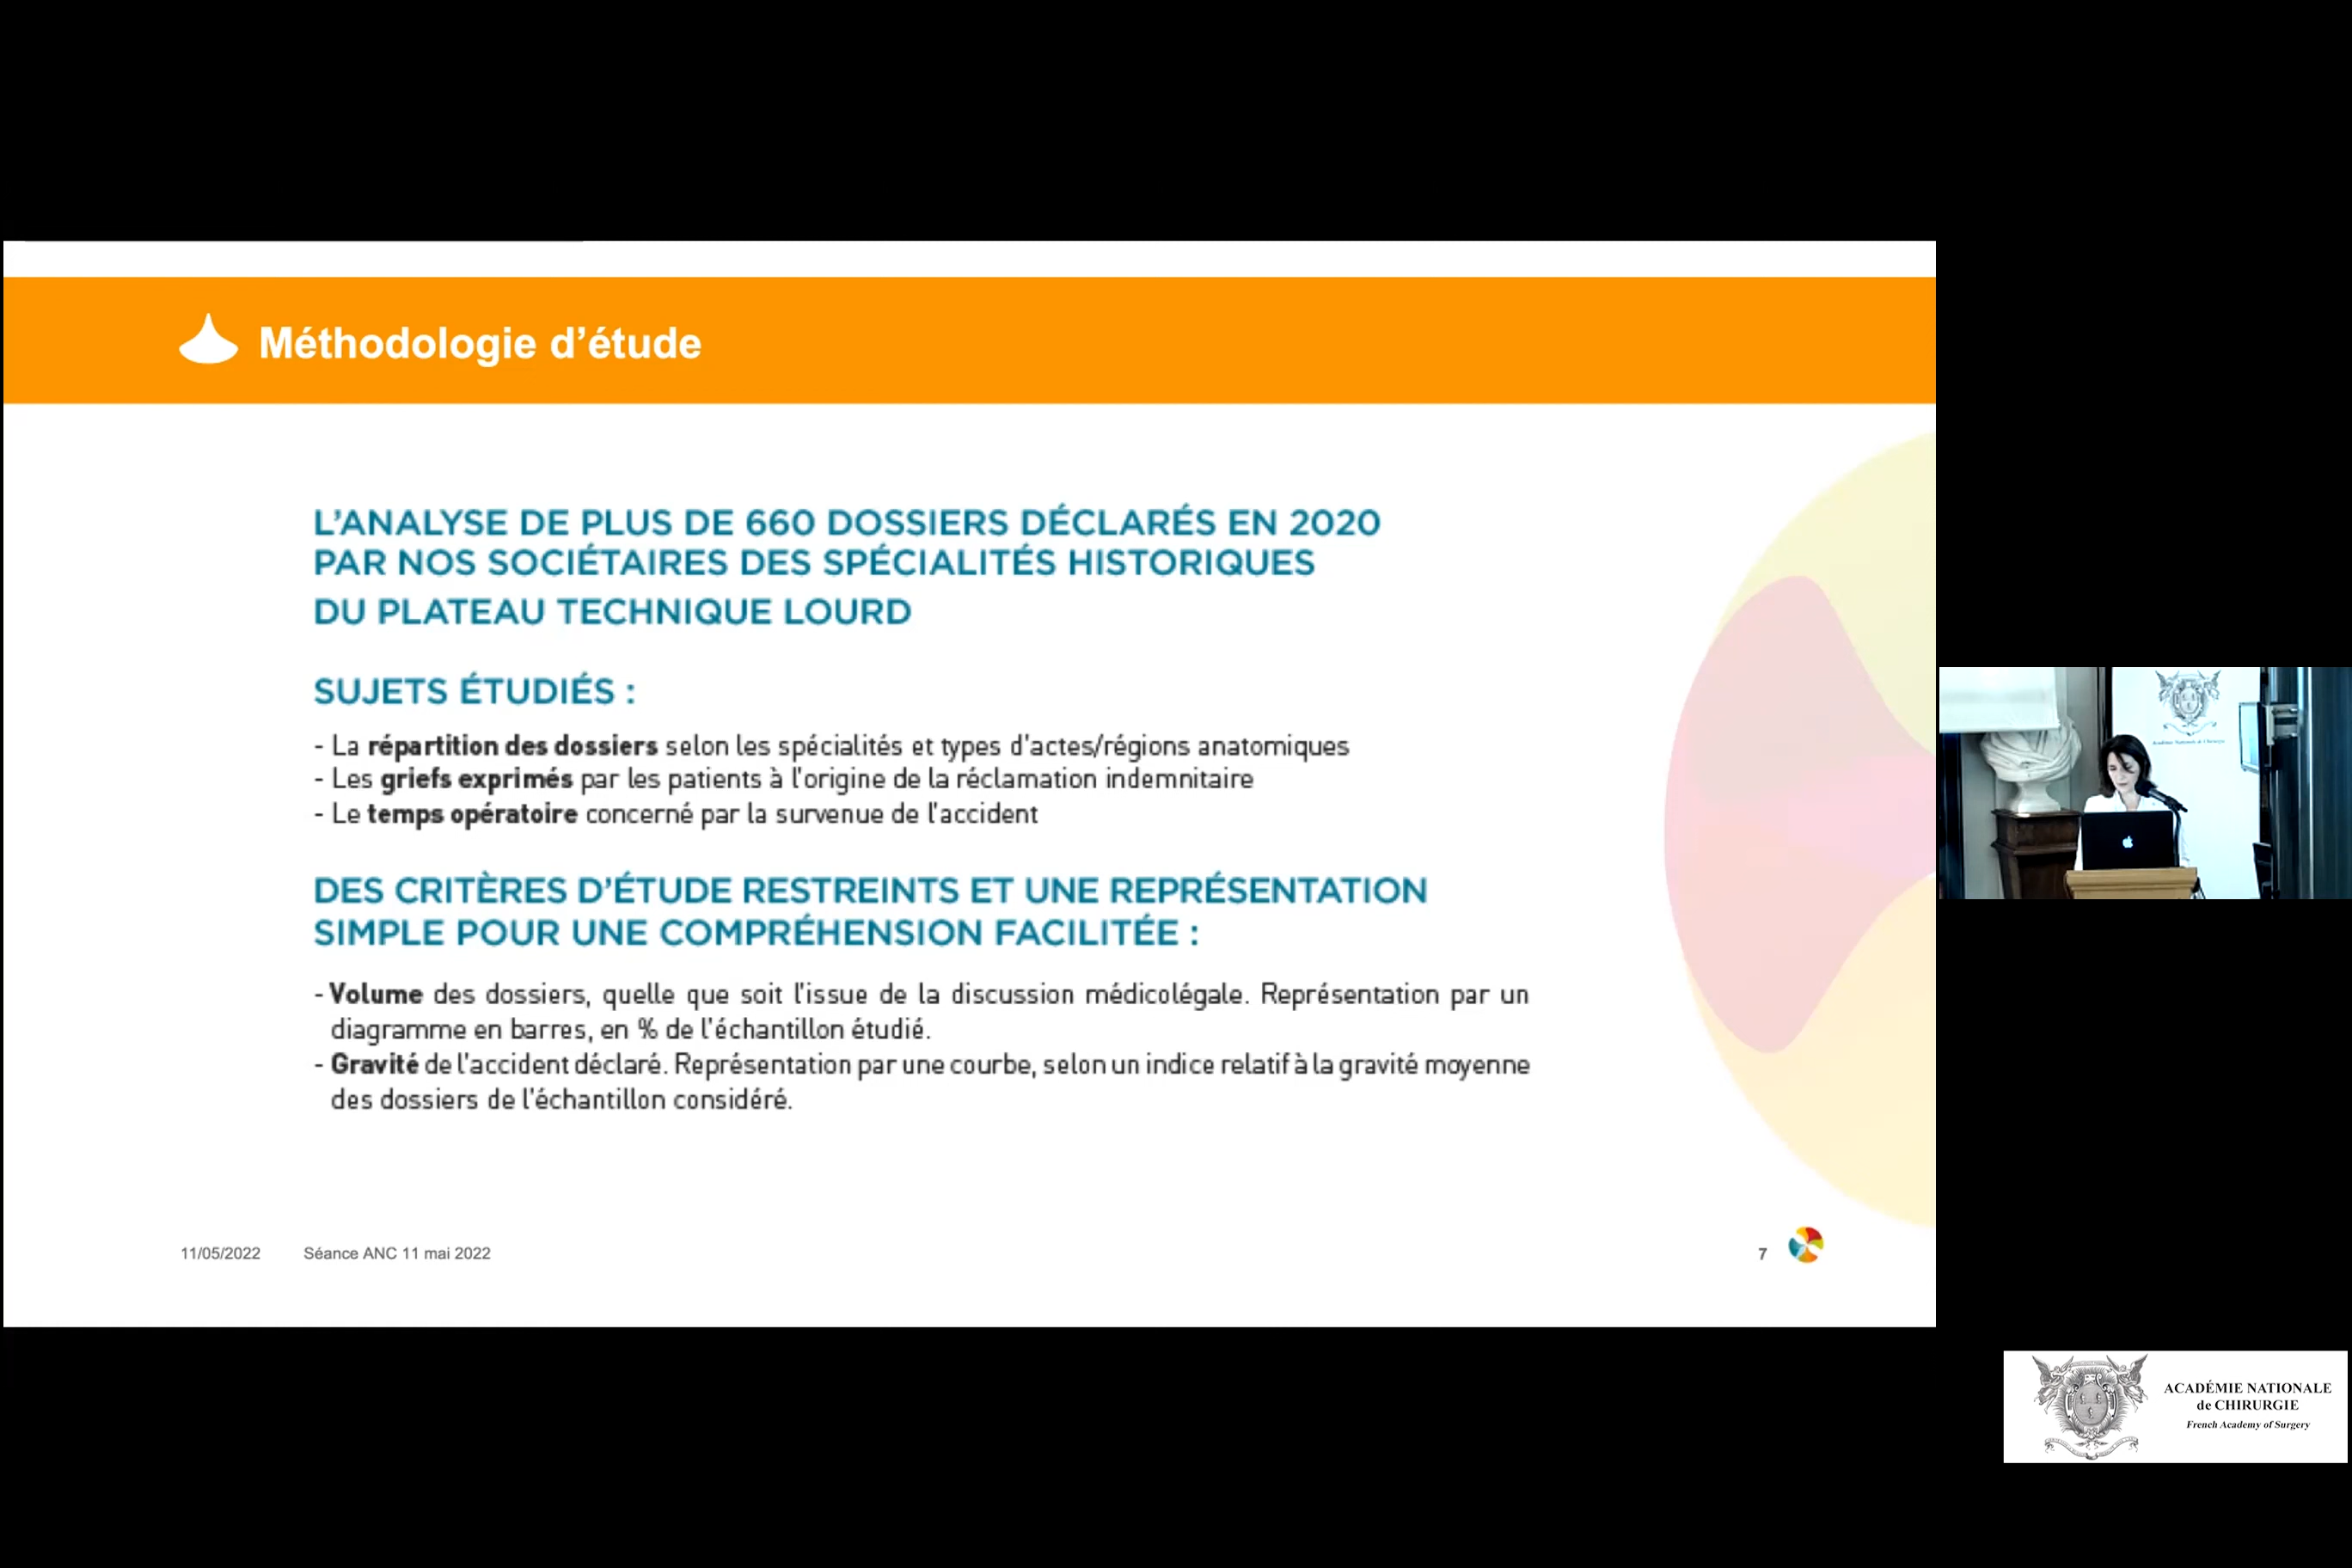 Méthodologie d'étude
L'ANALYSE DE PLUS DE 660 DOSSIERS DÉCLARÉS EN 2020
PAR NOS SOCIÉTAIRES DES SPÉCIALITÉS HISTORIQUES
DU PLATEAU TECHNIQUE LOURD
SUJETS ÉTUDIÉS :
- La répartition des dossiers selon les spécialités et types d'actes/régions anatomiques
- Les griefs exprimés par les patients à l'origine de la réclamation indemnitaire
- Le temps opératoire concerné par la survenue de l'accident
DES CRITÈRES D'ÉTUDE RESTREINTS ET UNE REPRÉSENTATION
SIMPLE POUR UNE COMPRÉHENSION FACILITÉE :
- Volume des dossiers, quelle que soit l'issue de la discussion médicolégale. Représentation par un
diagramme en barres, en % de l'échantillon étudié.
- Gravité de l'accident déclaré. Représentation par une courbe, selon un indice relatif à la gravité moyenne
des dossiers de l'échantillon considéré.
11/05/2022 Séance ANC 11 mai 2022
7
ACADÉMIE NATIONALE
de CHIRURGIE
French Academy of Surgery